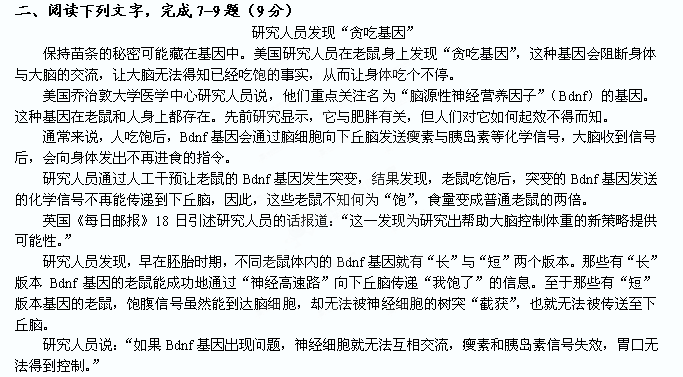 二、阅读下列文字，完成7—9题（9分）
研究人员发现“贪吃基因”
保持苗条的秘密可能藏在基因中。美国研究人员在老鼠身上发现“贪吃基因”，这种基因会阻断身体
与大脑的交流，让大脑无法得知已经吃饱的事实，从而让身体吃个不停。
美国乔治敦大学医学中心研究人员说，他们重点关注名为“脑源性神经营养因子”（Bdnf）的基因。
这种基因在老鼠和人身上都存在。先前研究显示，它与肥胖有关，但人们对它如何起效不得而知。
通常来说，人吃饱后，Bdnf基因会通过脑细胞向下丘脑发送瘦素与胰岛素等化学信号，大脑收到信号
后，会向身体发出不再进食的指令。
研究人员通过人工干预让老鼠的Bdnf基因发生突变，结果发现，老鼠吃饱后，突变的Bdnf基因发送
的化学信号不再能传递到下丘脑，因此，这些老鼠不知何为“饱”，食量变成普通老鼠的两倍。
英国《每日邮报》18 日引述研究人员的话报道：“这一发现为研究出帮助大脑控制体重的新策略提供
可能性。”
研究人员发现，早在胚胎时期，不同老鼠体内的Bdnf基因就有“长”与“短”两个版本。那些有“长”
版本 Bdnf 基因的老鼠能成功地通过“神经高速路”向下丘脑传递“我饱了”的信息。至于那些有“短”
版本基因的老鼠，饱腹信号虽然能到达脑细胞，却无法被神经细胞的树突“截获”，也就无法被传送至下
丘脑。
研究人员说：“如果Bdnf基因出现问题，神经细胞就无法互相交流，瘦素和胰岛素信号失效，胃口无
法得到控制。”